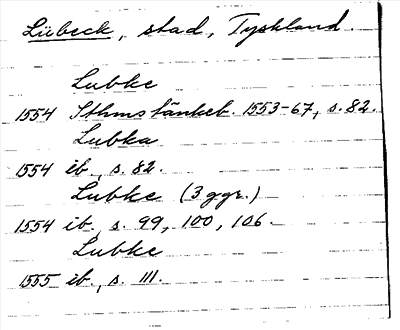 Lübeck, stad, Tyskland.
Lubke
1554 Sthms tänkeb. 1553-67, s. 82.
Lubka
1554 ib., s. 82.
Lubke (3 ggr.)
1554 ib. s. 99, 100, 106.
Lubke
1555 ib., s. 111.